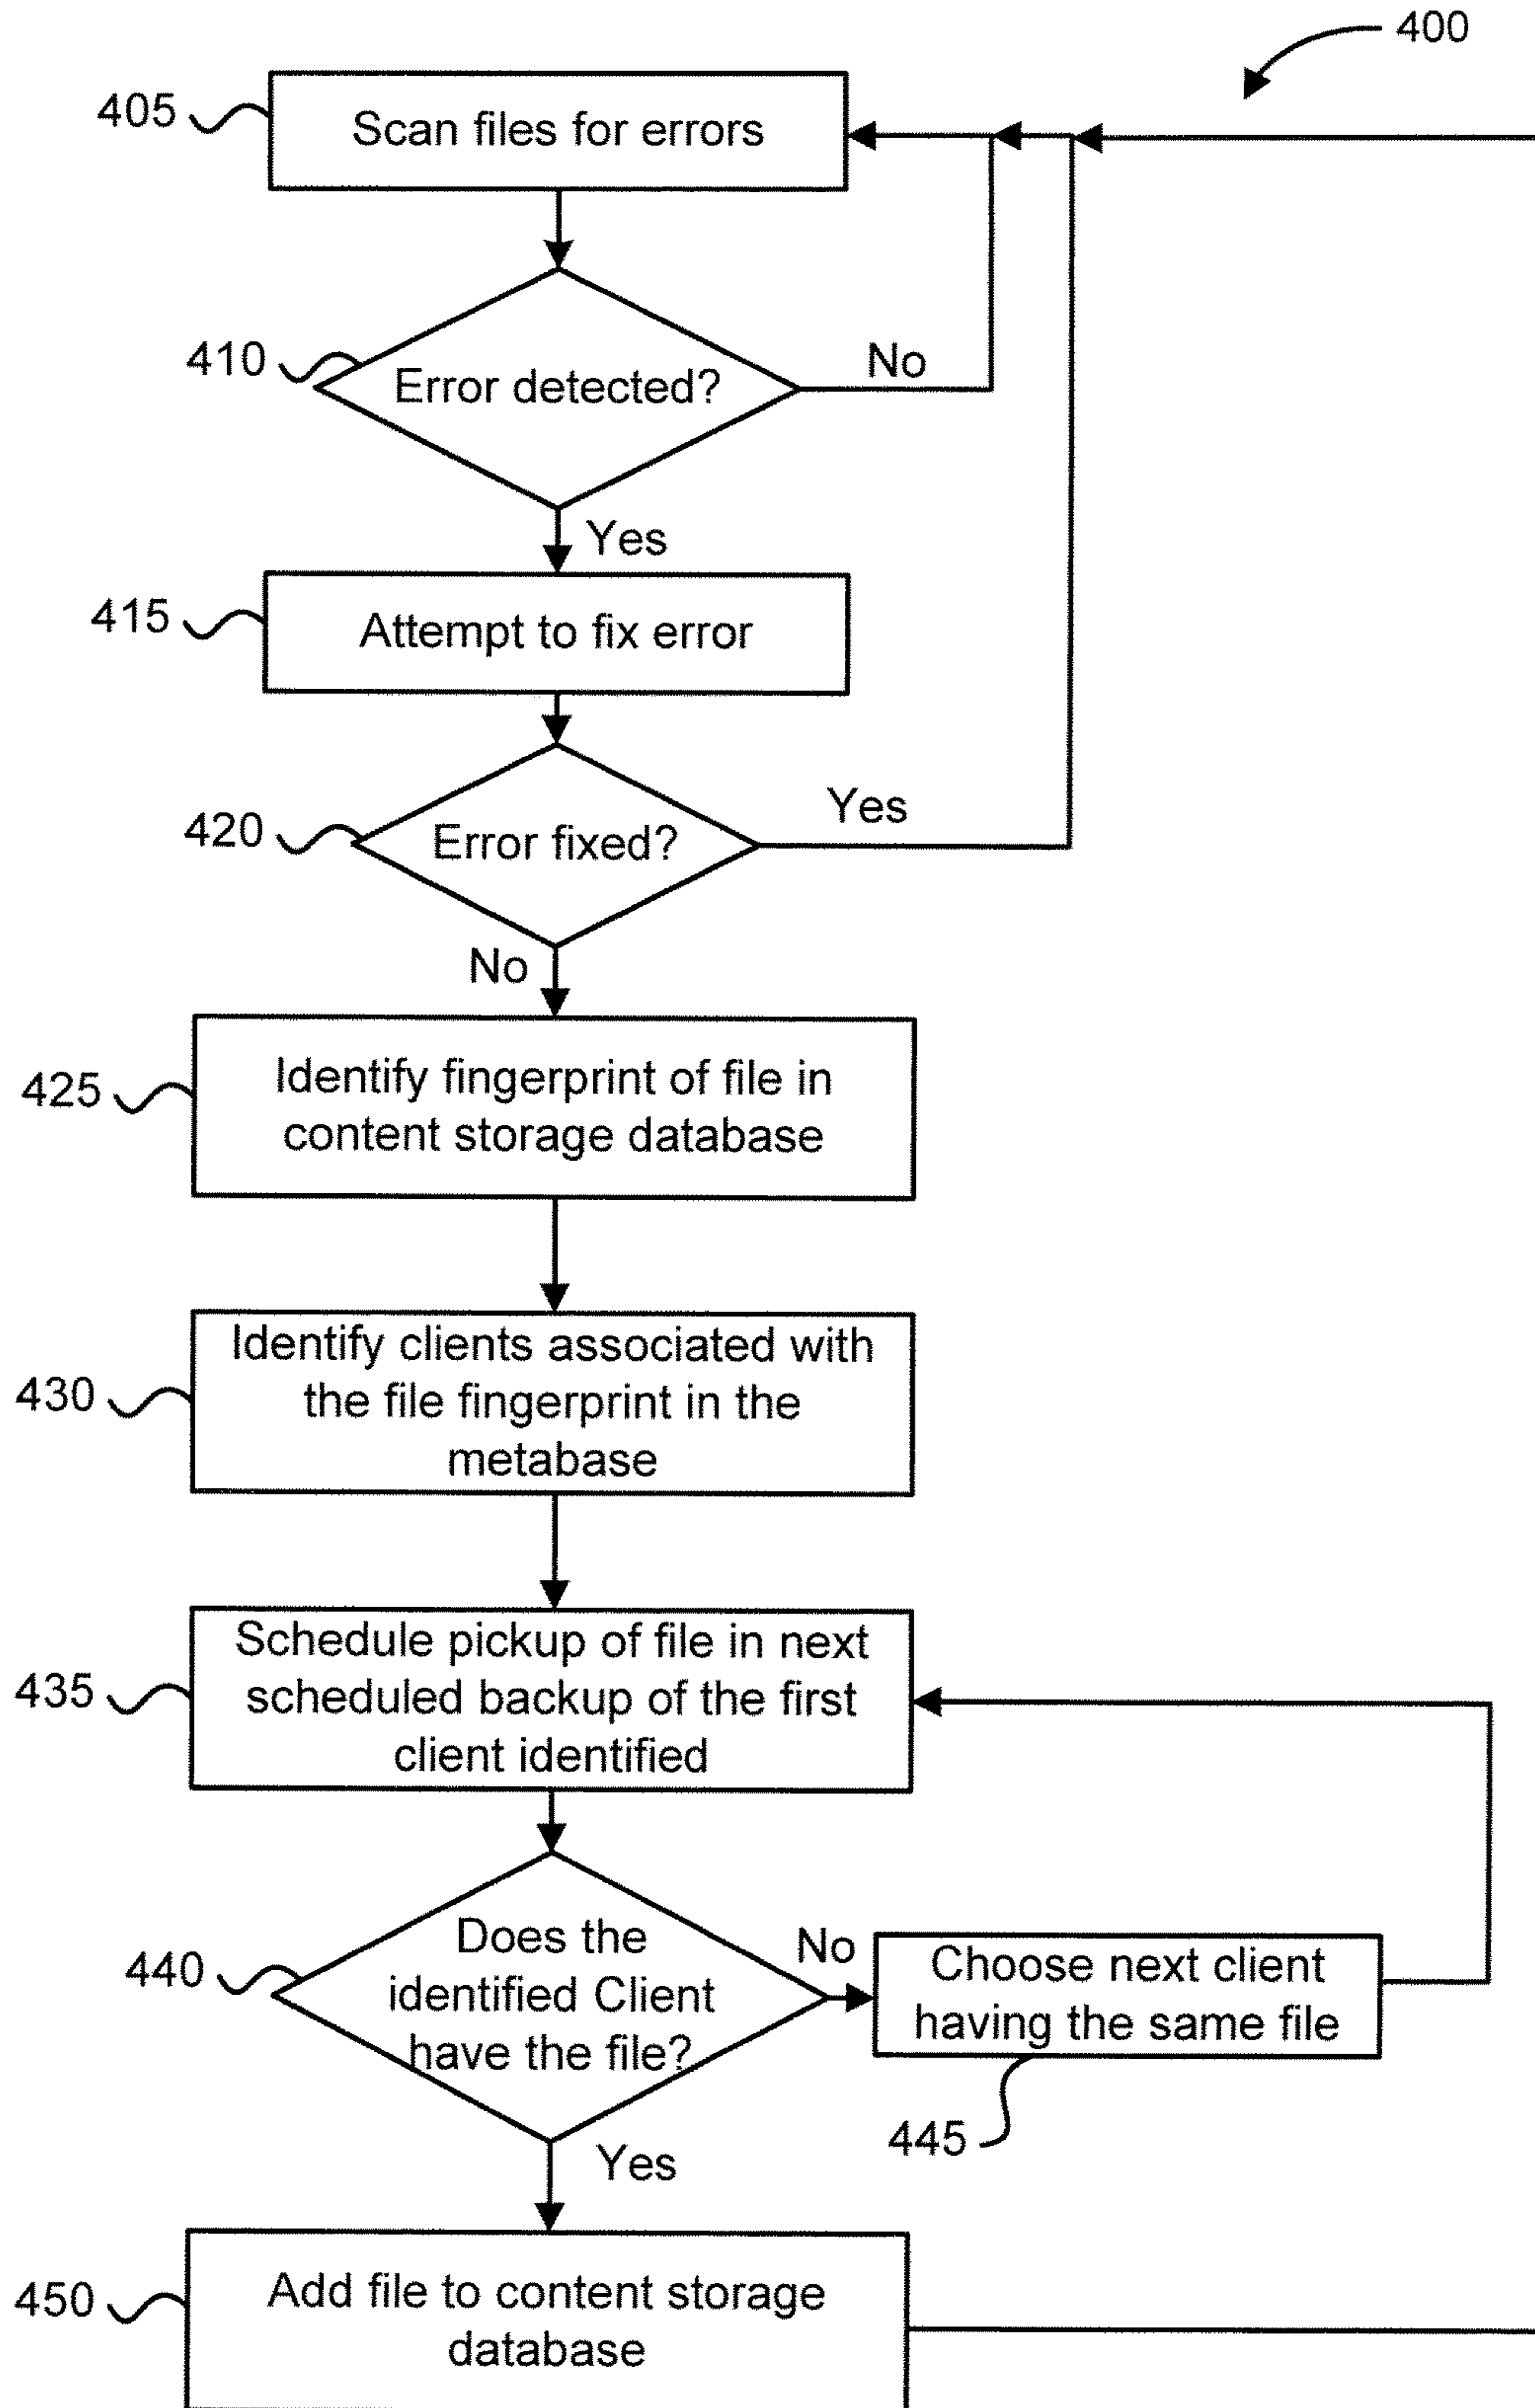 400
405
Scan files for errors
410
Error detected?
No
Yes
415
Attempt to fix error
420
Error fixed?
Yes
No
425
Identify fingerprint of file in
content storage database
430
Identify clients associated with
the file fingerprint in the
metabase
435
Schedule pickup of file in next
scheduled backup of the first
client identified
440
Does the
identified Client
have the file?
No
Choose next client
having the same file
445
Yes
450
Add file to content storage
database